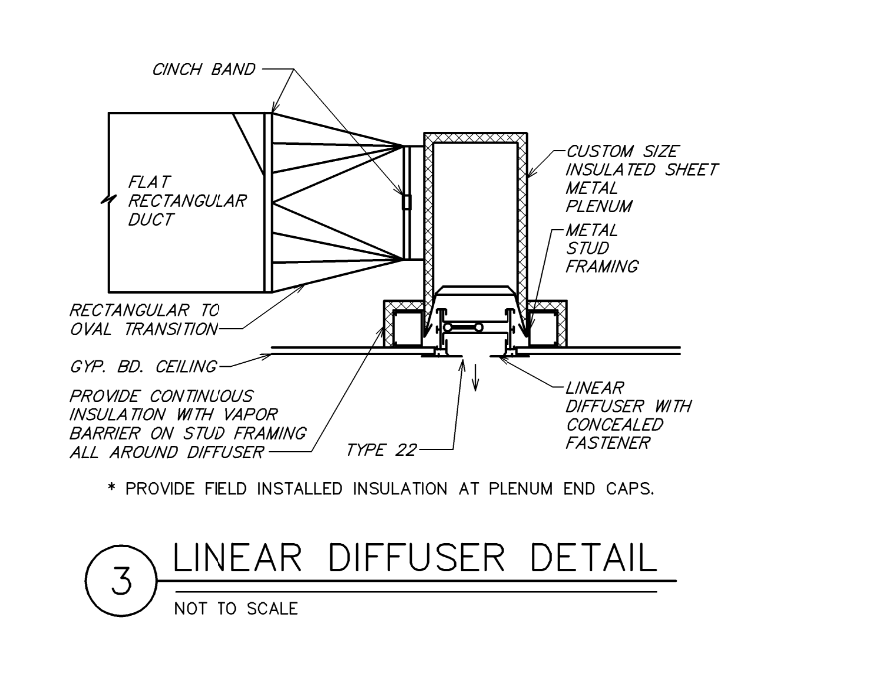 CINCH BAND
FLAT
RECTANGULAR
DUCT
CUSTOM SIZE
INSULATED SHEET
METAL
PLENUM
METAL
STUD
FRAMING
RECTANGULAR TO
OVAL TRANSITION
GYP. BD. CEILING
PROVIDE CONTINUOUS
INSULATION WITH VAPOR
BARRIER ON STUD FRAMING
ALL AROUND DIFFUSER
TYPE 22
LINEAR
DIFFUSER WITH
CONCEALED
FASTENER
* PROVIDE FIELD INSTALLED INSULATION AT PLENUM END CAPS.
3
LINEAR DIFFUSER DETAIL
NOT TO SCALE